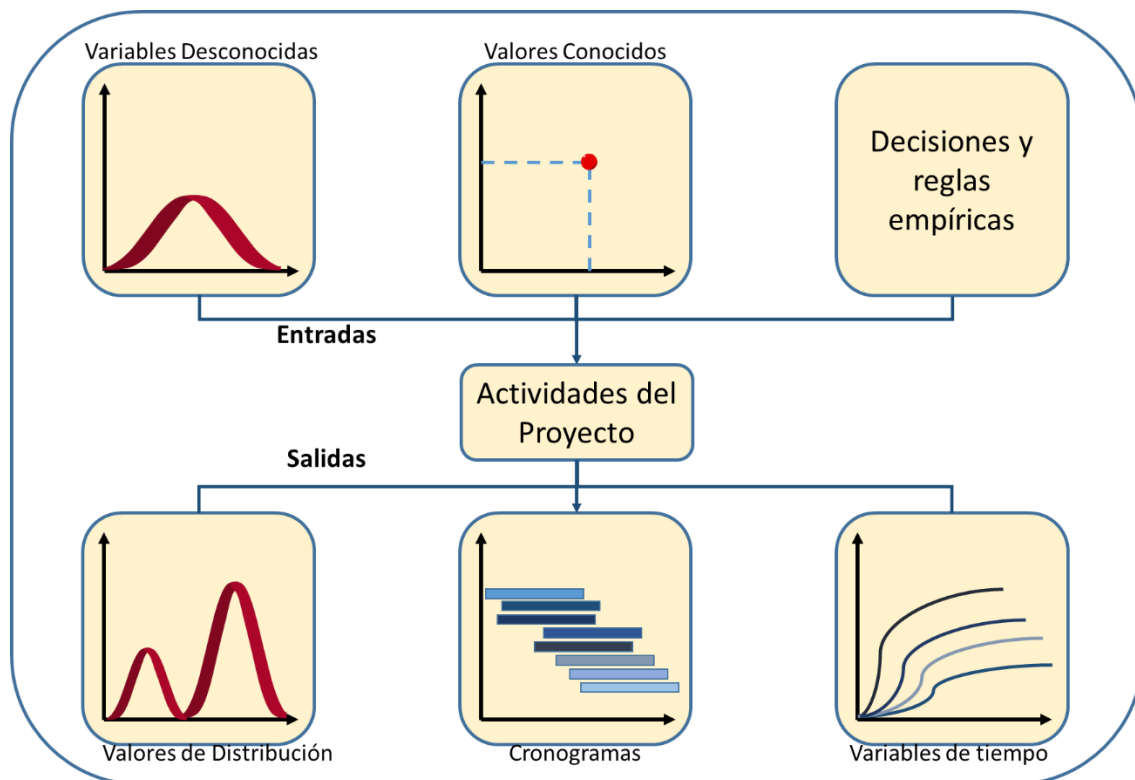 Variables Desconocidas
Valores Conocidos
Decisiones y
reglas
empíricas
Entradas
Actividades del
Proyecto
Salidas
Valores de Distribución
Cronogramas
Variables de tiempo